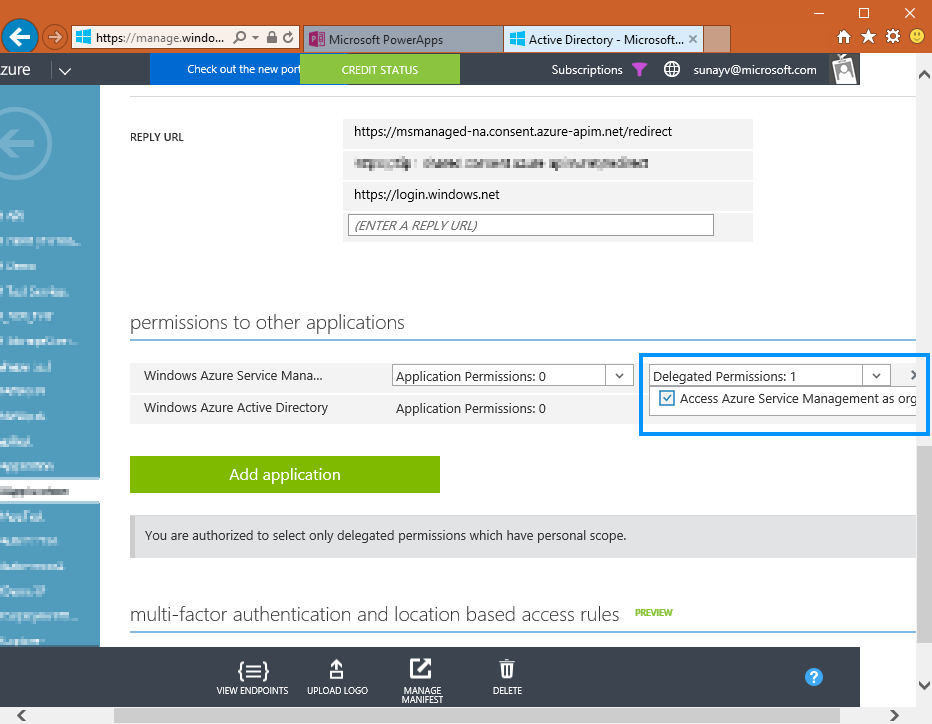 https://manage.windo...
Microsoft PowerApps
Active Directory - Microsoft...
zure
Check out the new port
CREDIT STATUS
Subscriptions
sunayv@microsoft.com
REPLY URL
https://msmanaged-na.consent.azure-apim.net/redirect
https://login.windows.net
(ENTER A REPLY URL)
permissions to other applications
Windows Azure Service Mana...
Application Permissions: 0
Delegated Permissions: 1
Access Azure Service Management as org
Windows Azure Active Directory
Application Permissions: 0
Add application
You are authorized to select only delegated permissions which have personal scope.
multi-factor authentication and location based access rules PREVIEW
VIEW ENDPOINTS
UPLOAD LOGO
MANAGE
MANIFEST
DELETE
?